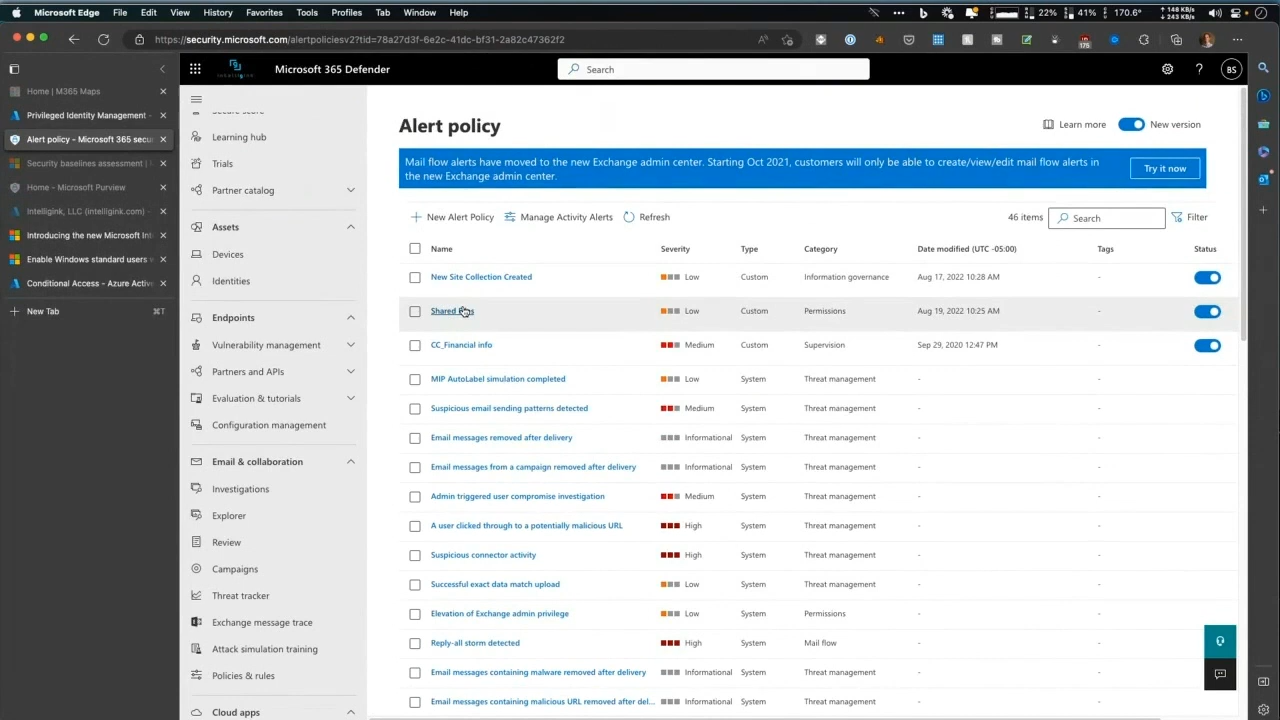 Microsoft Edge File Edit View History Favorites Tools Profiles Tab Window Help 22% 41% 170.6° 148 KB/s 243 KB/s
https://security.microsoft.com/alertpoliciesv2?tid=78a27d3f-6e2c-41dc-bf31-2a82c47362f2
175
Home | M365 Maps
Privileged Identity Management -
Alert policy - Microsoft 365 secu
Security baselines assessment |
Home - Microsoft Purview
Intelligink, LLC (intelligink.com) -
Introducing the new Microsoft Int
Enable Windows standard users w
Conditional Access - Azure Activ
New Tab ⌘T
intelligink
Microsoft 365 Defender
Search
? BS
Learning hub
Trials
Partner catalog
Assets
Devices
Identities
Endpoints
Vulnerability management
Partners and APIs
Evaluation & tutorials
Configuration management
Email & collaboration
Investigations
Explorer
Review
Campaigns
Threat tracker
Exchange message trace
Attack simulation training
Policies & rules
Cloud apps
Alert policy
Learn more New version
Mail flow alerts have moved to the new Exchange admin center. Starting Oct 2021, customers will only be able to create/view/edit mail flow alerts in
the new Exchange admin center.
Try it now
New Alert Policy Manage Activity Alerts Refresh 46 items Search Filter
Name Severity Type Category Date modified (UTC -05:00) Tags Status
New Site Collection Created Low Custom Information governance Aug 17, 2022 10:28 AM -
Shared Low Custom Permissions Aug 19, 2022 10:25 AM -
CC_Financial info Medium Custom Supervision Sep 29, 2020 12:47 PM -
MIP AutoLabel simulation completed Low System Threat management - -
Suspicious email sending patterns detected Medium System Threat management - -
Email messages removed after delivery Informational System Threat management - -
Email messages from a campaign removed after delivery Informational System Threat management - -
Admin triggered user compromise investigation Medium System Threat management - -
A user clicked through to a potentially malicious URL High System Threat management - -
Suspicious connector activity High System Threat management - -
Successful exact data match upload Low System Threat management - -
Elevation of Exchange admin privilege Low System Permissions - -
Reply-all storm detected High System Mail flow - -
Email messages containing malware removed after delivery Informational System Threat management - -
Email messages containing malicious URL removed after del... Informational System Threat management - -